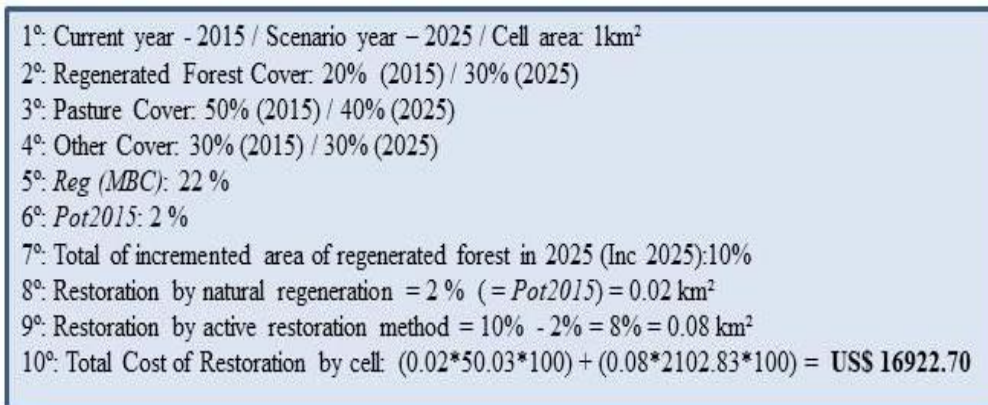 1º: Current year - 2015 / Scenario year – 2025 / Cell area: 1km²
2º: Regenerated Forest Cover: 20% (2015) / 30% (2025)
3º: Pasture Cover: 50% (2015) / 40% (2025)
4º: Other Cover: 30% (2015) / 30% (2025)
5º: Reg (MBC): 22 %
6º: Pot2015: 2 %
7º: Total of incremented area of regenerated forest in 2025 (Inc 2025):10%
8º: Restoration by natural regeneration = 2 % ( = Pot2015) = 0.02 km²
9º: Restoration by active restoration method = 10% - 2% = 8% = 0.08 km²
10º: Total Cost of Restoration by cell: (0.02*50.03*100) + (0.08*2102.83*100) = US$ 16922.70